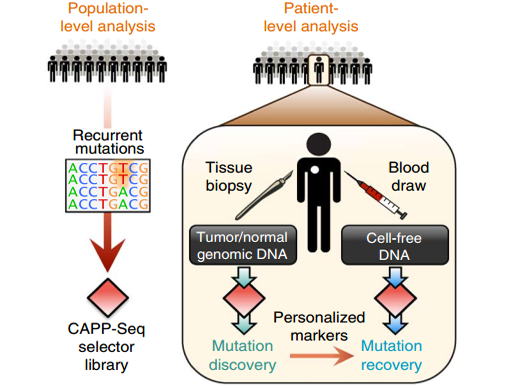 Population-
level analysis
Recurrent
mutations
ACCTGTCG
ACCTGTCG
ACCTGACG
ACCTGACG
CAPP-Seq
selector
library
Patient-
level analysis
Tissue
biopsy
Blood
draw
Tumor/normal
genomic DNA
Cell-free
DNA
Personalized
markers
Mutation
discovery
Mutation
recovery